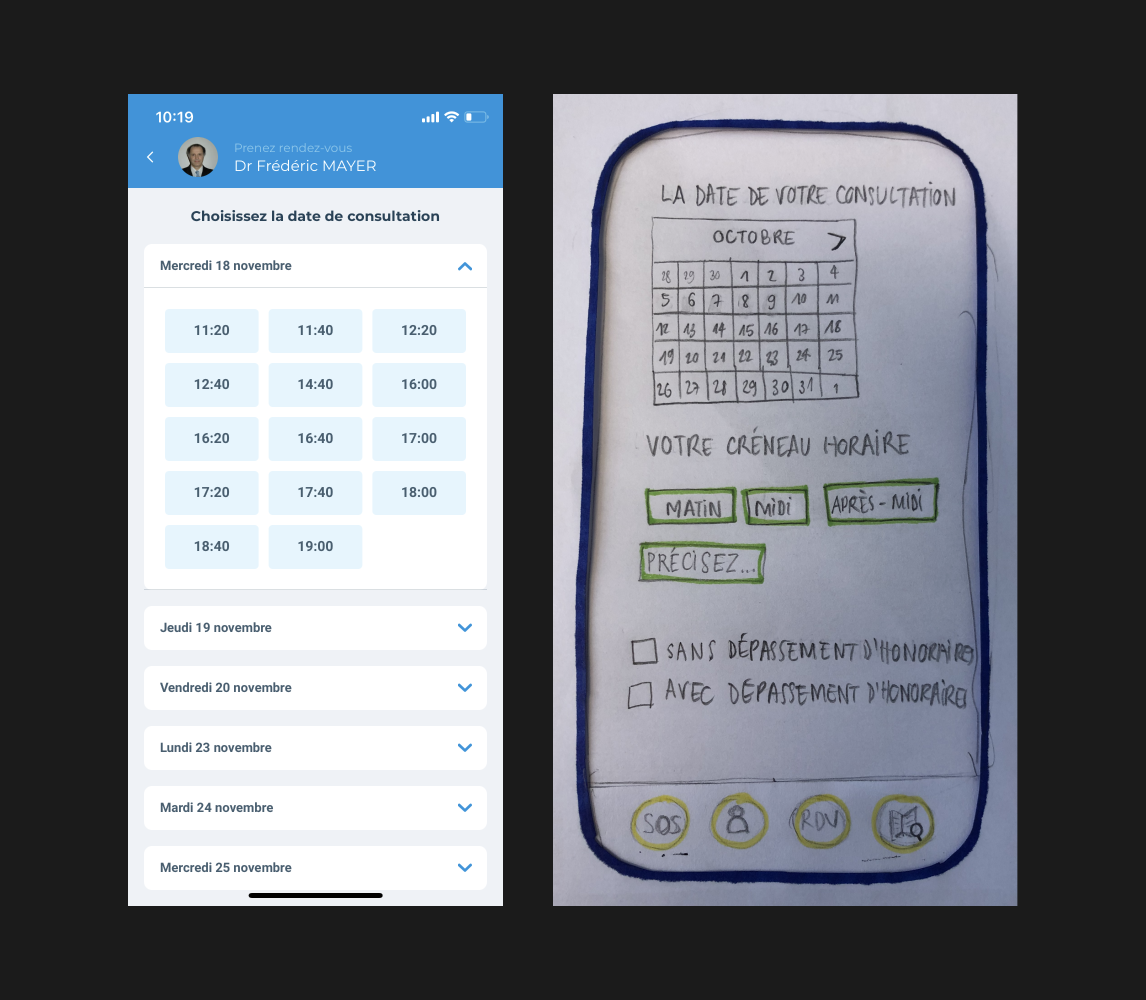 10:19
Prenez rendez-vous
Dr Frédéric MAYER
Choisissez la date de consultation
Mercredi 18 novembre
11:20 11:40 12:20
12:40 14:40 16:00
16:20 16:40 17:00
17:20 17:40 18:00
18:40 19:00
Jeudi 19 novembre
Vendredi 20 novembre
Lundi 23 novembre
Mardi 24 novembre
Mercredi 25 novembre
LA DATE DE VOTRE CONSULTATION
OCTOBRE >
28 29 30 1 2 3 4
5 6 7 8 9 10 11
12 13 14 15 16 17 18
19 20 21 22 23 24 25
26 27 28 29 30 31 1
VOTRE CRÉNEAU HORAIRE
MATIN MIDI APRÈS-MIDI
PRÉCISEZ...
SANS DÉPASSEMENT D'HONORAIRES
AVEC DÉPASSEMENT D'HONORAIRES
SOS RDV